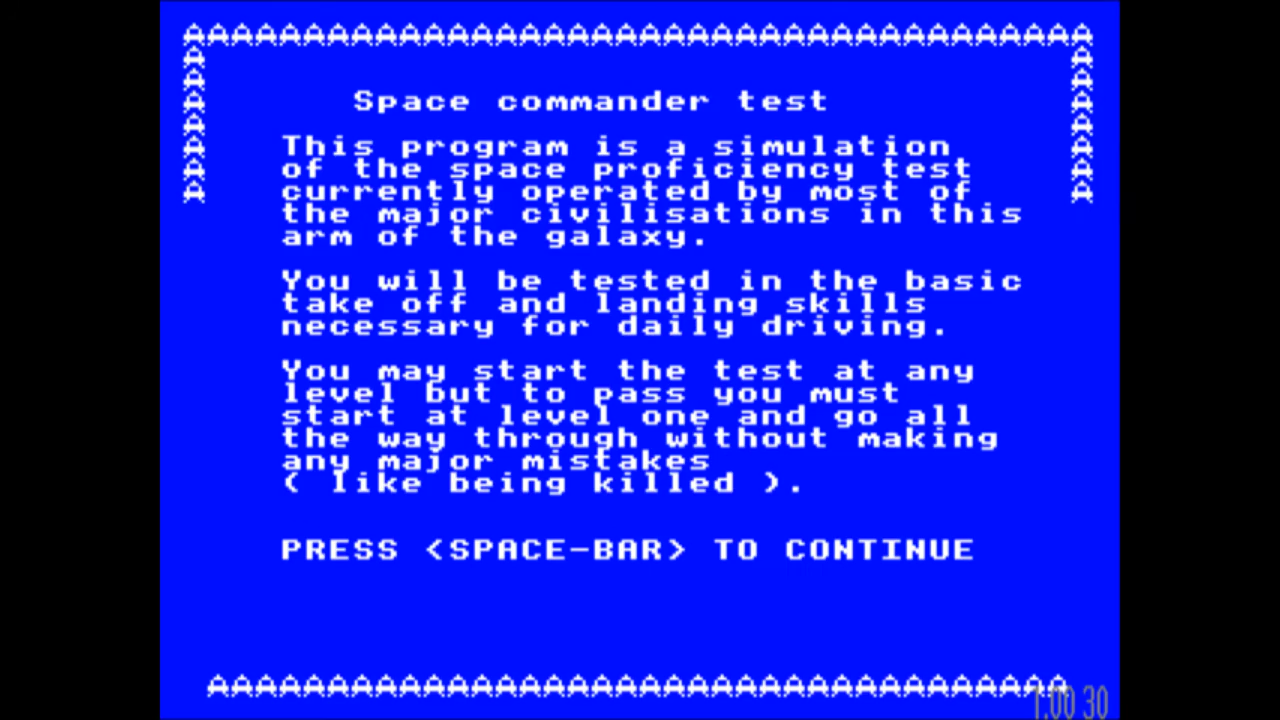 Space commander test
This program is a simulation
of the space proficiency test
currently operated by most of
the major civilisations in this
arm of the galaxy.
You will be tested in the basic
take off and landing skills
necessary for daily driving.
You may start the test at any
level but to pass you must
start at level one and go all
the way through without making
any major mistakes
( like being killed ).
PRESS <SPACE-BAR> TO CONTINUE
1.00 30